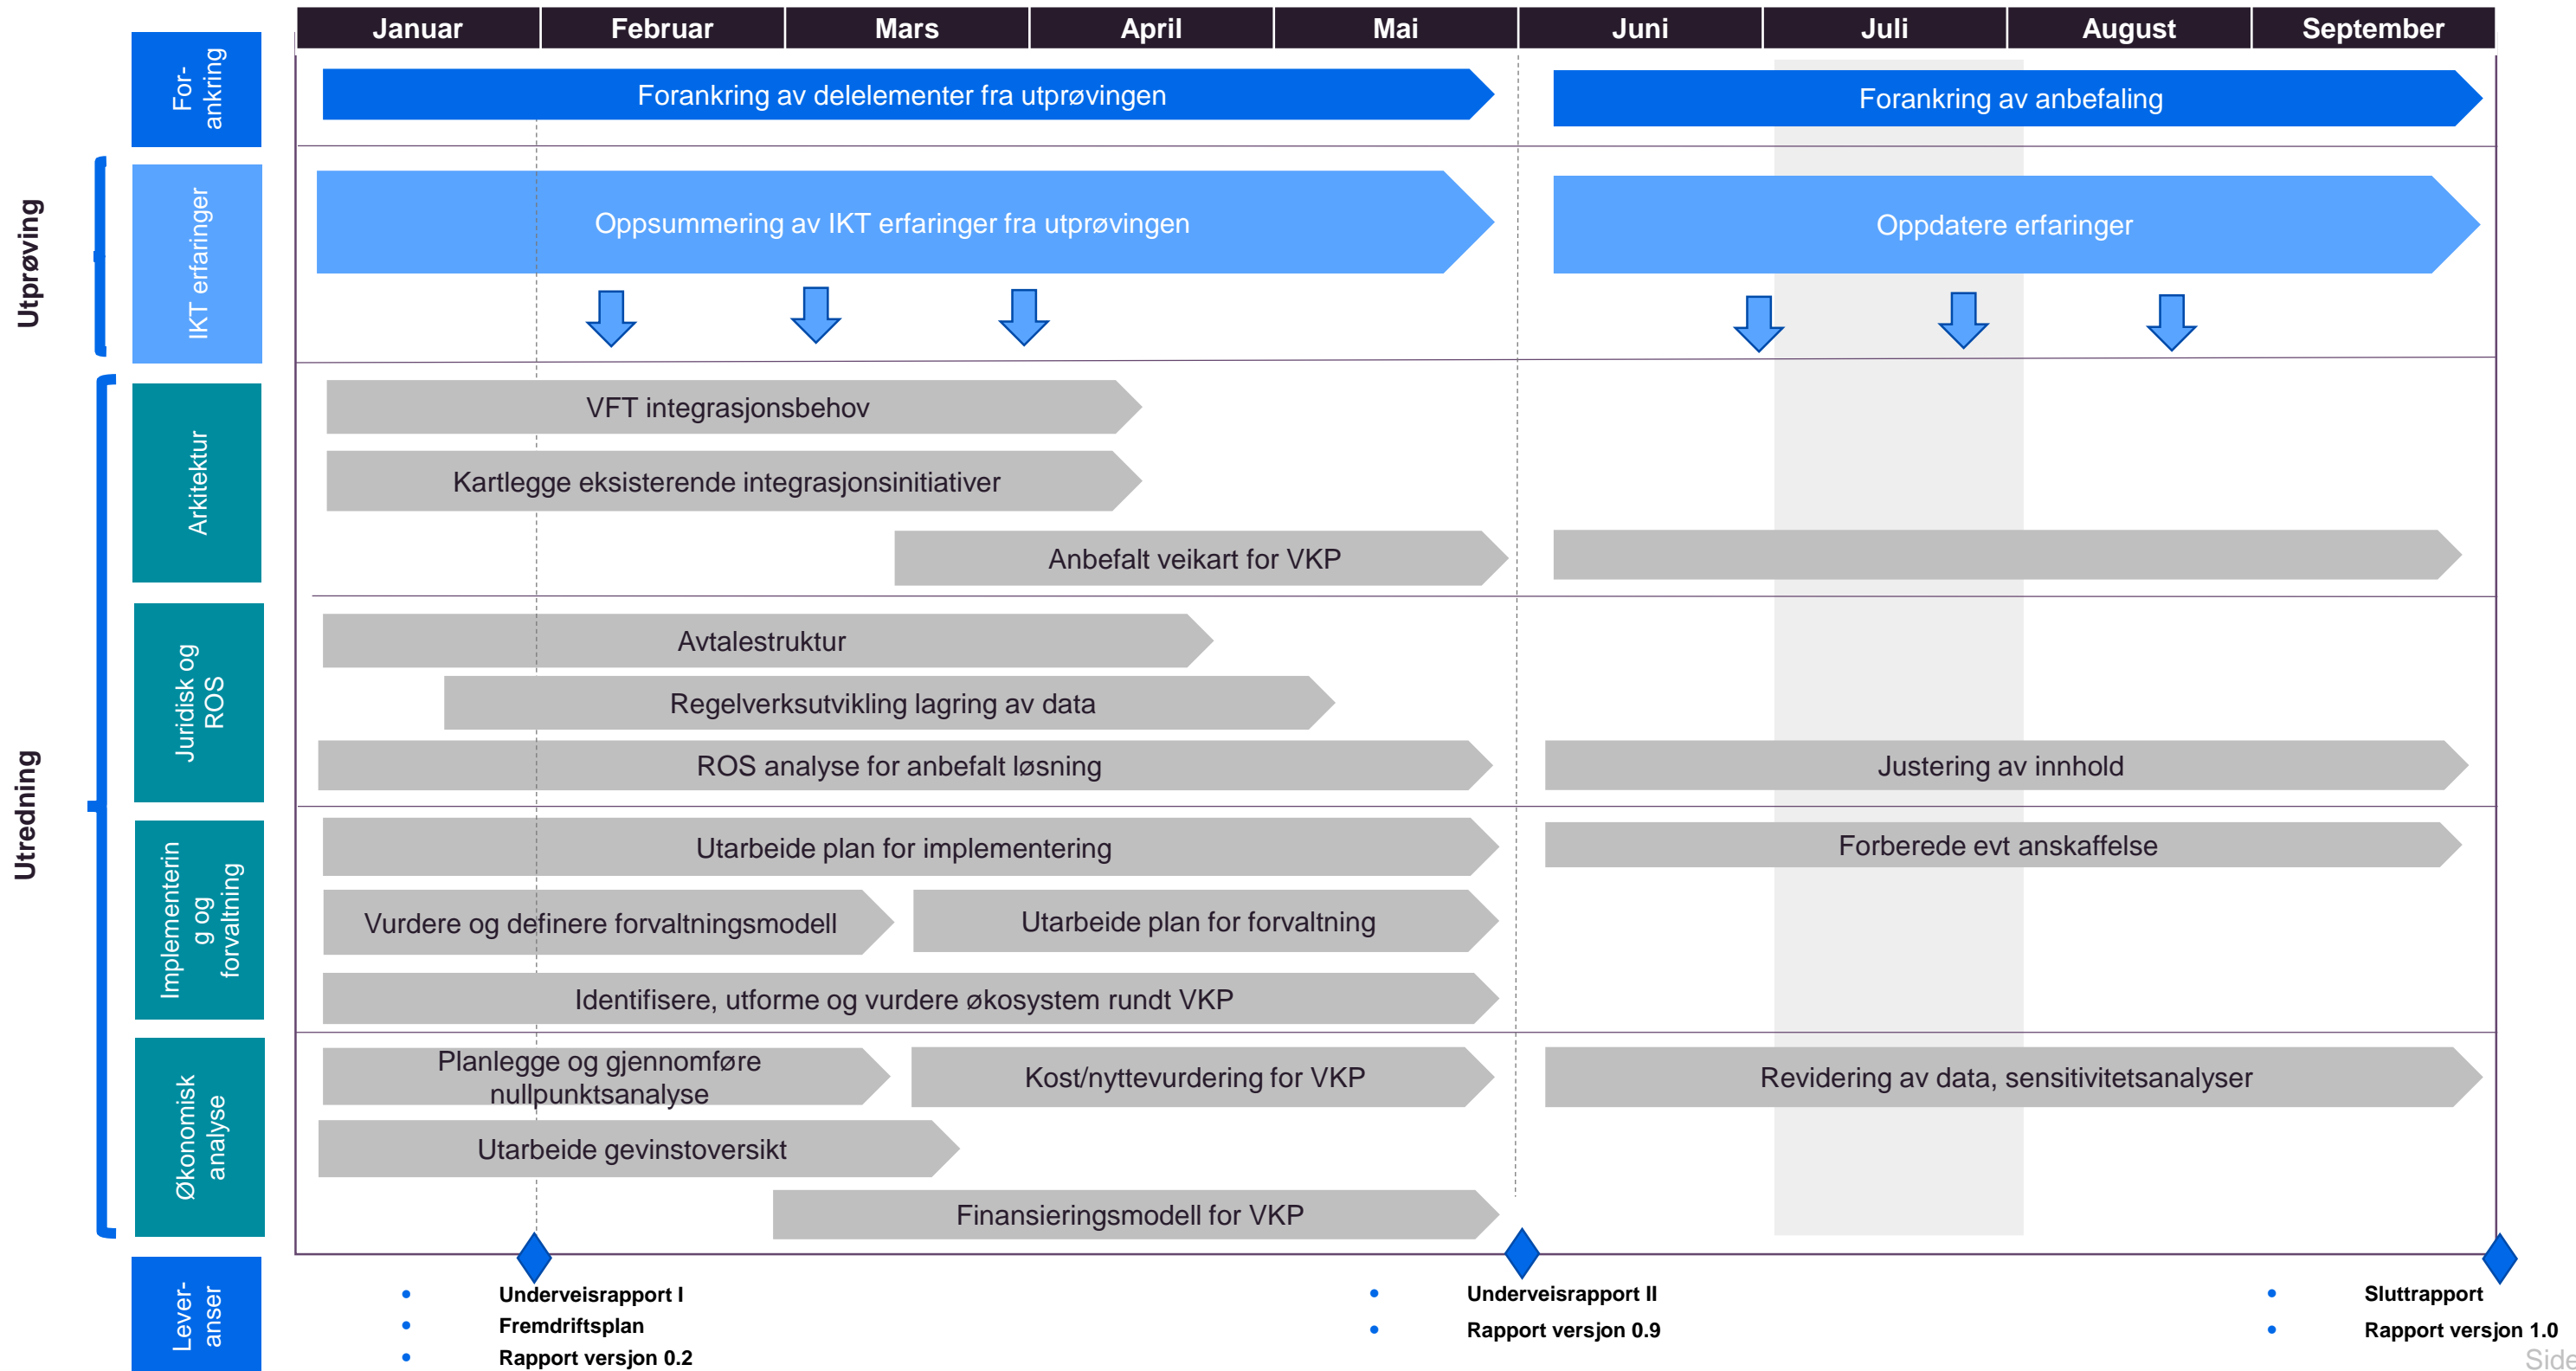 Januar
Februar
Mars
April
Mai
Juni
Juli
August
September
For-
ankring
Forankring av delelementer fra utprøvingen
Forankring av anbefaling
Utprøving
IKT erfaringer
Oppsummering av IKT erfaringer fra utprøvingen
Oppdatere erfaringer
Utredning
Arkitektur
VFT integrasjonsbehov
Kartlegge eksisterende integrasjonsinitiativer
Anbefalt veikart for VKP
Juridisk og
ROS
Avtalestruktur
Regelverksutvikling lagring av data
ROS analyse for anbefalt løsning
Justering av innhold
Implementerin
g og
forvaltning
Utarbeide plan for implementering
Forberede evt anskaffelse
Vurdere og definere forvaltningsmodell
Utarbeide plan for forvaltning
Identifisere, utforme og vurdere økosystem rundt VKP
Økonomisk
analyse
Planlegge og gjennomføre
nullpunktsanalyse
Kost/nyttevurdering for VKP
Revidering av data, sensitivitetsanalyser
Utarbeide gevinstoversikt
Finansieringsmodell for VKP
Lever-
anser
• Underveisrapport I
• Fremdriftsplan
• Rapport versjon 0.2
• Underveisrapport II
• Rapport versjon 0.9
• Sluttrapport
• Rapport versjon 1.0
Side